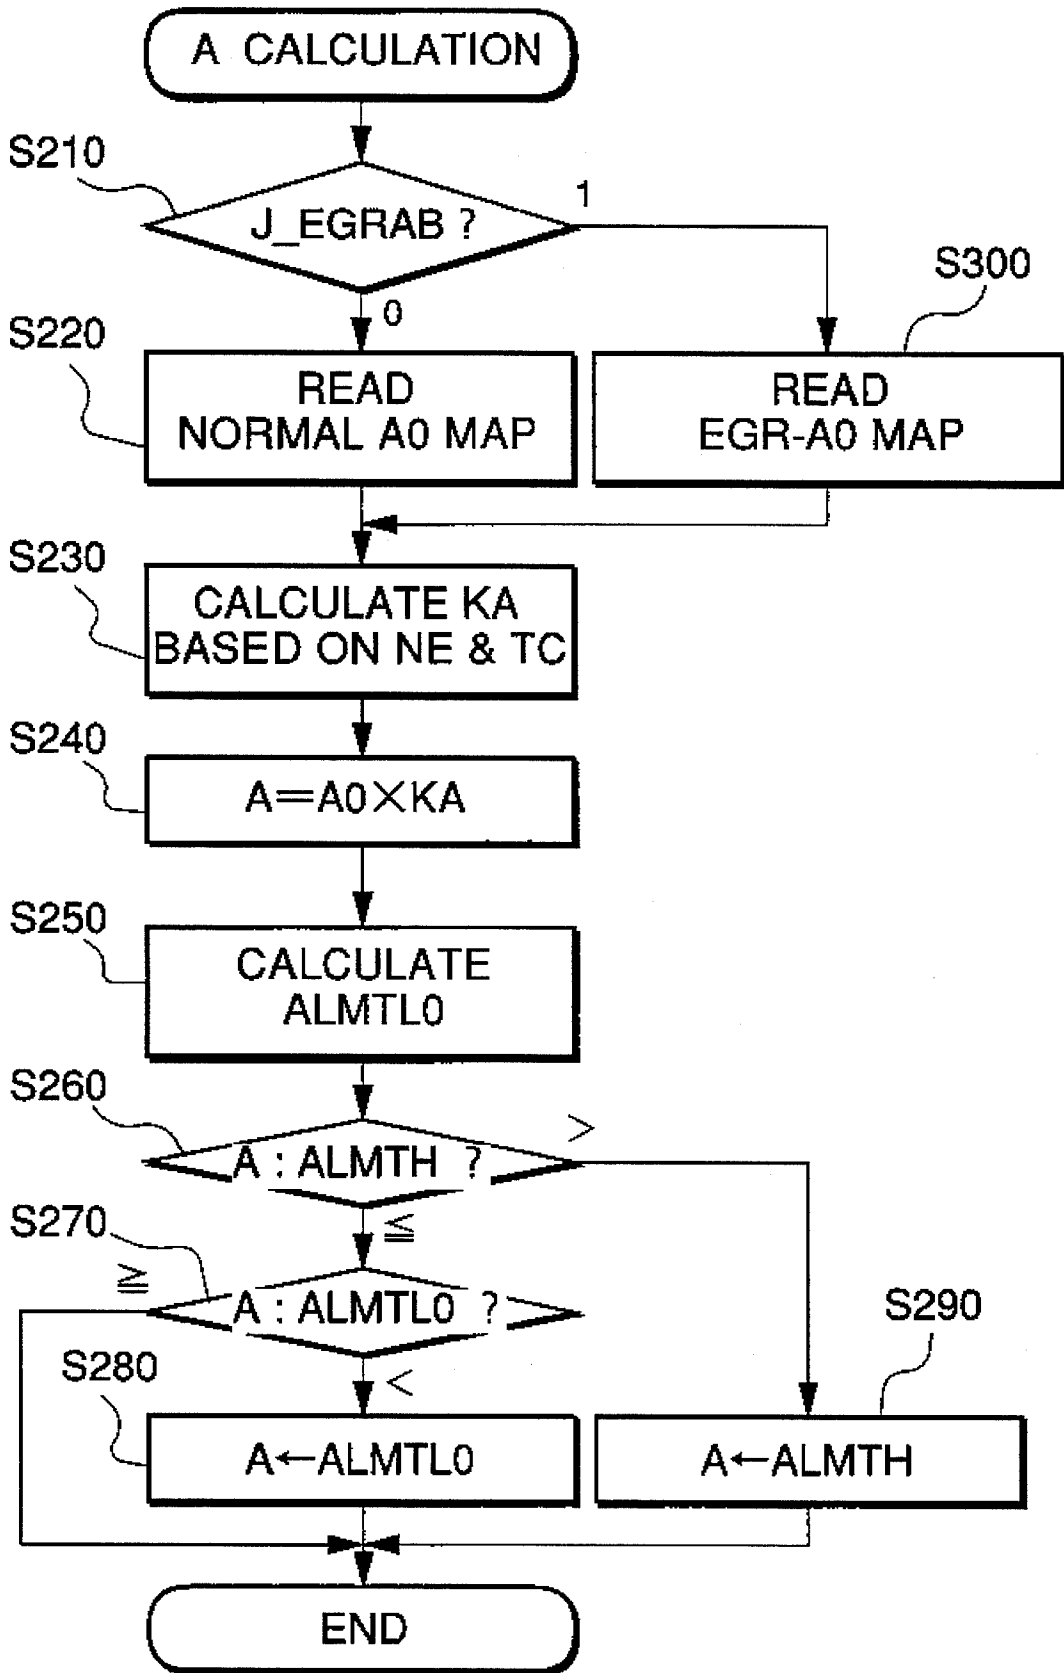 A CALCULATION
S210
J_EGRAB ?
1
0
S300
S220
READ
NORMAL A0 MAP
READ
EGR-A0 MAP
S230
CALCULATE KA
BASED ON NE & TC
S240
A=A0×KA
S250
CALCULATE
ALMTL0
S260
A : ALMTH ?
>
≦
S270
≧
A : ALMTL0 ?
<
S280
A←ALMTL0
S290
A←ALMTH
END